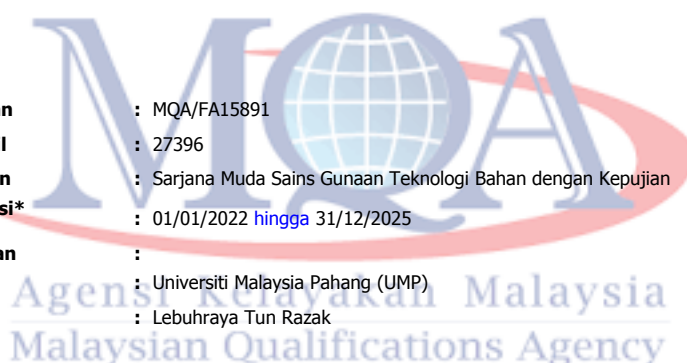 MQA
an : MQA/FA15891
l : 27396
n : Sarjana Muda Sains Gunaan Teknologi Bahan dengan Kepujian
si* : 01/01/2022 hingga 31/12/2025
an :
: Universiti Malaysia Pahang (UMP)
: Lebuhraya Tun Razak
Agensi Kelayakan Malaysia
Malaysian Qualifications Agency